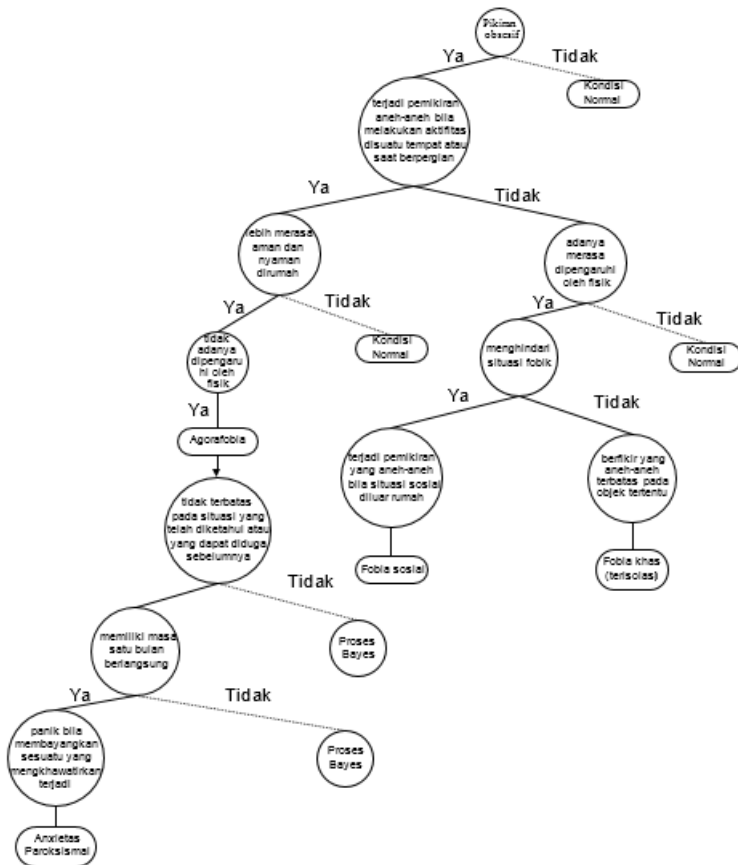 Pikiran
obsesif
Ya
Tidak
terjadi pemikiran
aneh-aneh bila
melakukan aktifitas
disuatu tempat atau
saat berpergian
Kondisi
Normal
Ya
Tidak
lebih merasa
aman dan
nyaman
dirumah
adanya
merasa
dipengaruhi
oleh fisik
Ya
Tidak
Ya
Tidak
tidak
adanya
dipengaru
hi oleh
fisik
Kondisi
Normal
menghindari
situasi fobik
Kondisi
Normal
Ya
Ya
Tidak
Agorafobia
terjadi pemikiran
yang aneh-aneh
bila situasi sosial
diluar rumah
berfikir yang
aneh-aneh
terbatas pada
objek tertentu
tidak terbatas
pada situasi yang
telah diketahui atau
yang dapat diduga
sebelumnya
Fobia sosial
Fobia khas
(terisolas)
Tidak
memiliki masa
satu bulan
berlangsung
Proses
Bayes
Ya
Tidak
panik bila
membayangkan
sesuatu yang
mengkhawatirkan
terjadi
Proses
Bayes
Anxietas
Paroksismal